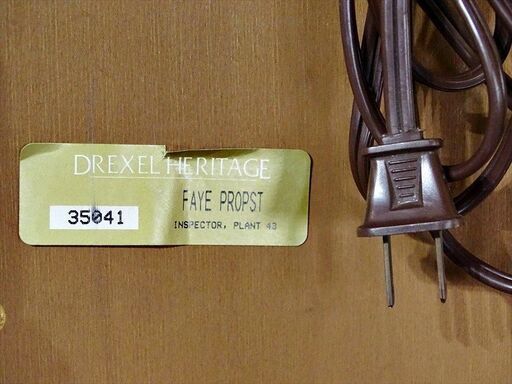 DREXEL HERITAGE
FAYE PROPST
35041
INSPECTOR, PLANT 43